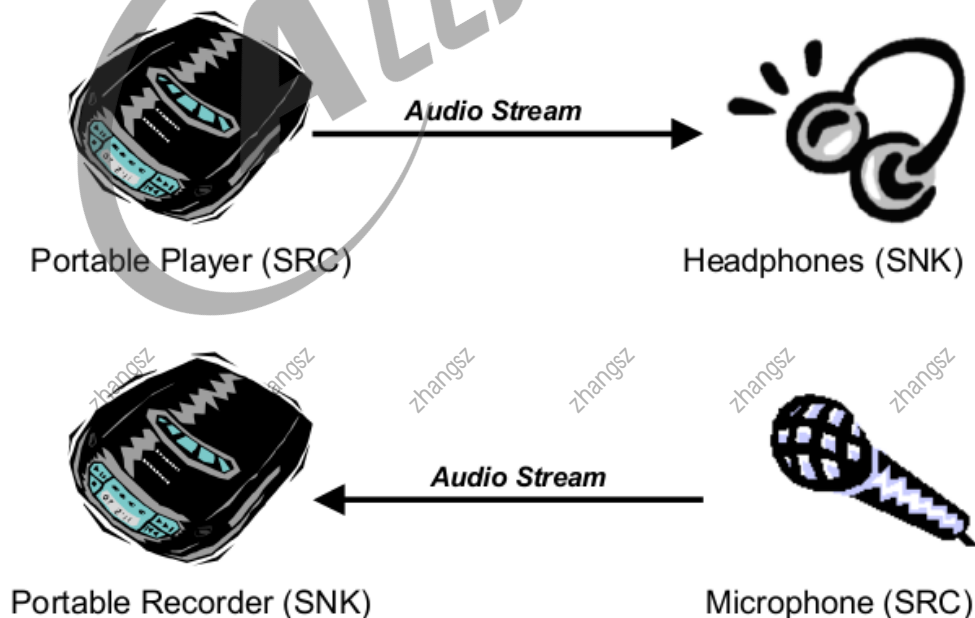 Audio Stream
Portable Player (SRC)
Headphones (SNK)
zhangsz zhangsz zhangsz zhangsz zhangsz zhangsz
Audio Stream
Portable Recorder (SNK)
Microphone (SRC)